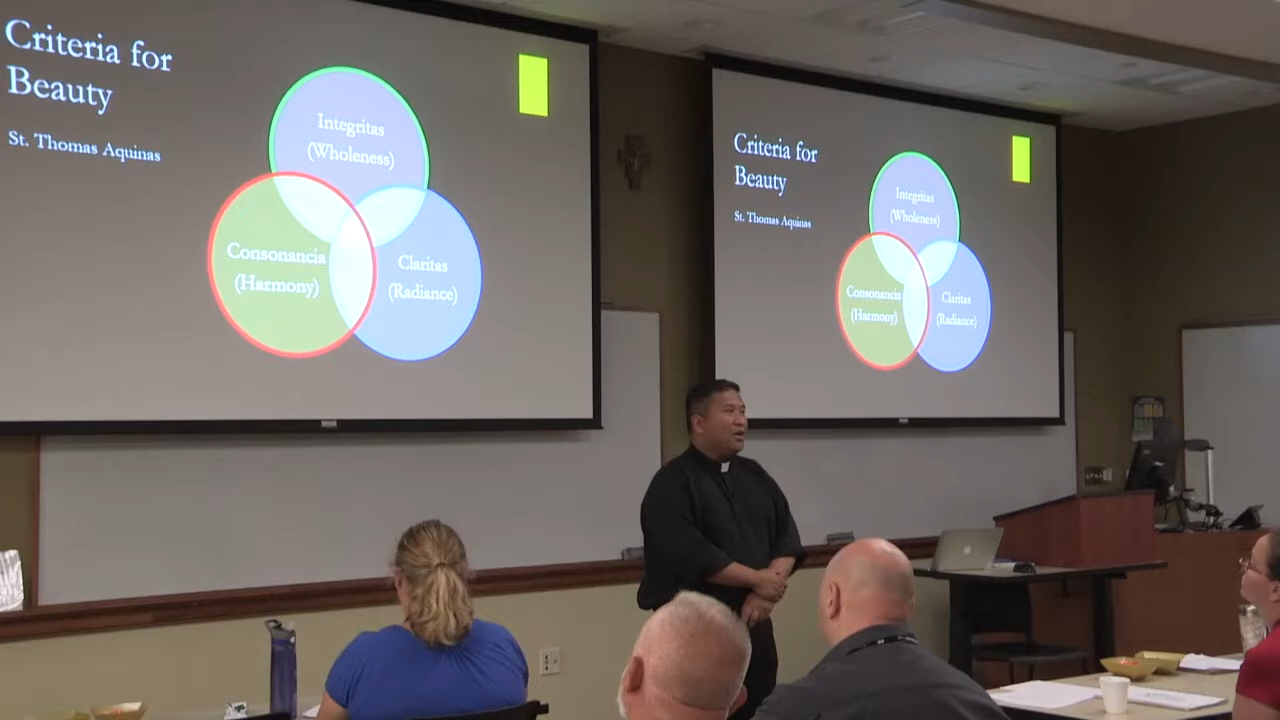 Criteria for
Beauty
St. Thomas Aquinas
Integritas
(Wholeness)
Consonancia
(Harmony)
Claritas
(Radiance)
Criteria for
Beauty
St. Thomas Aquinas
Integritas
(Wholeness)
Consonancia
(Harmony)
Claritas
(Radiance)